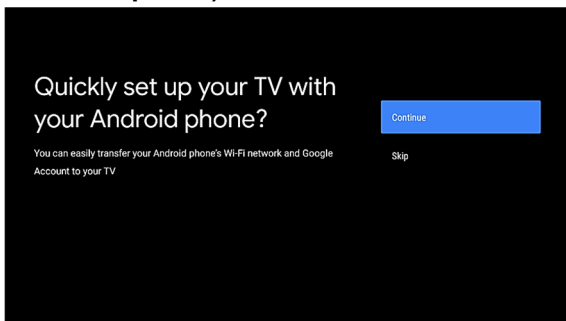 Quickly set up your TV with
your Android phone?
You can easily transfer your Android phone's Wi-Fi network and Google
Account to your TV
Continue
Skip